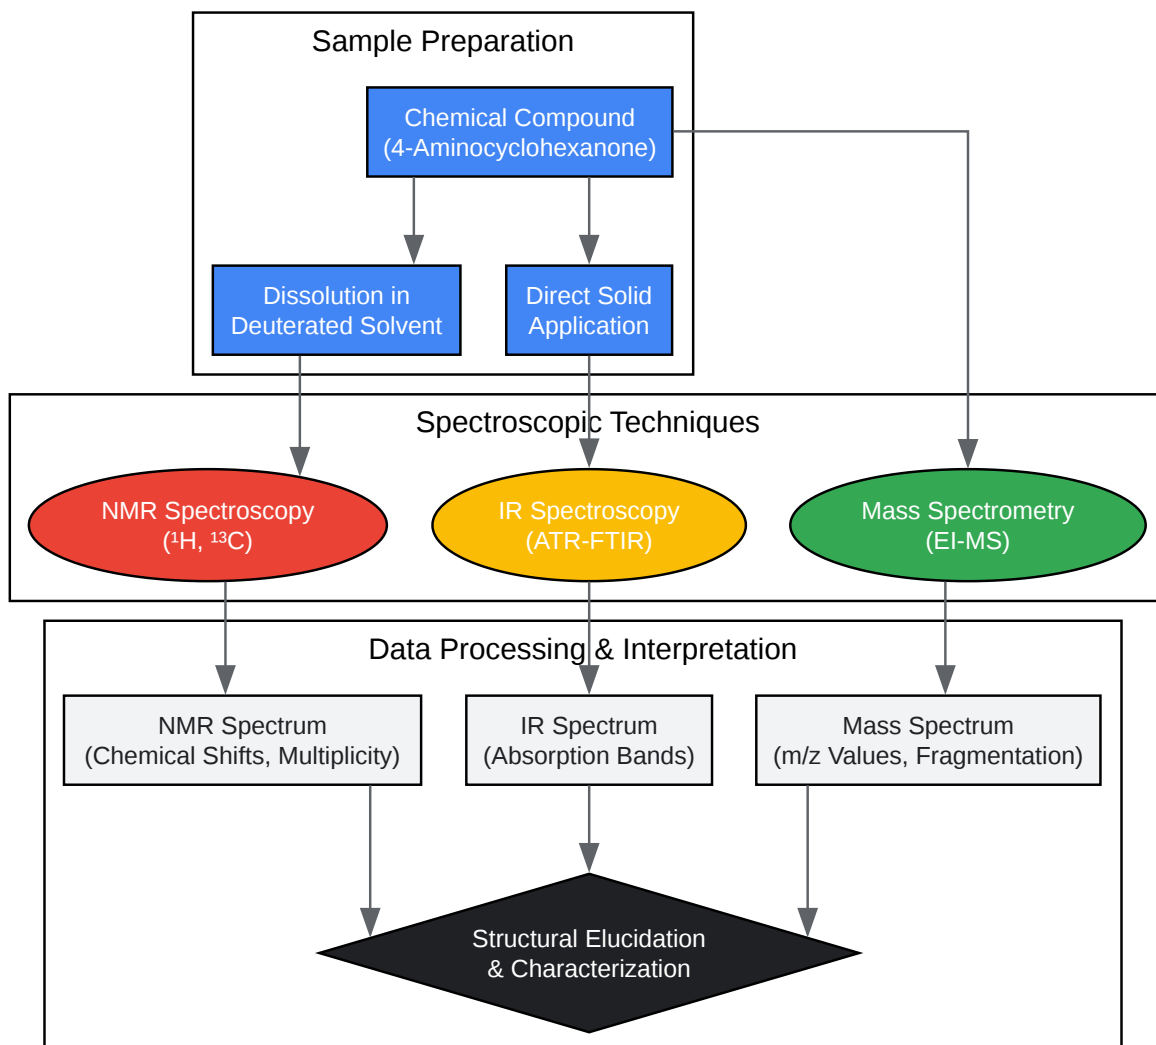 Sample Preparation
Chemical Compound
(4-Aminocyclohexanone)
Dissolution in
Deuterated Solvent
Direct Solid
Application
Spectroscopic Techniques
NMR Spectroscopy
(¹H, ¹³C)
IR Spectroscopy
(ATR-FTIR)
Mass Spectrometry
(EI-MS)
Data Processing & Interpretation
NMR Spectrum
(Chemical Shifts, Multiplicity)
IR Spectrum
(Absorption Bands)
Mass Spectrum
(m/z Values, Fragmentation)
Structural Elucidation
& Characterization